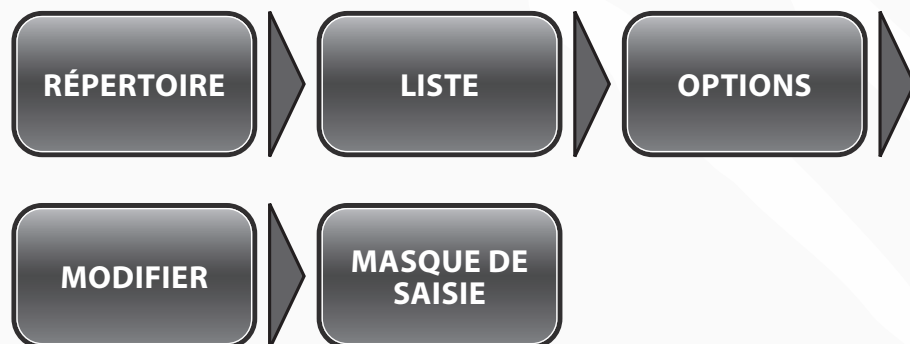 RÉPERTOIRE
LISTE
OPTIONS
MODIFIER
MASQUE DE
SAISIE